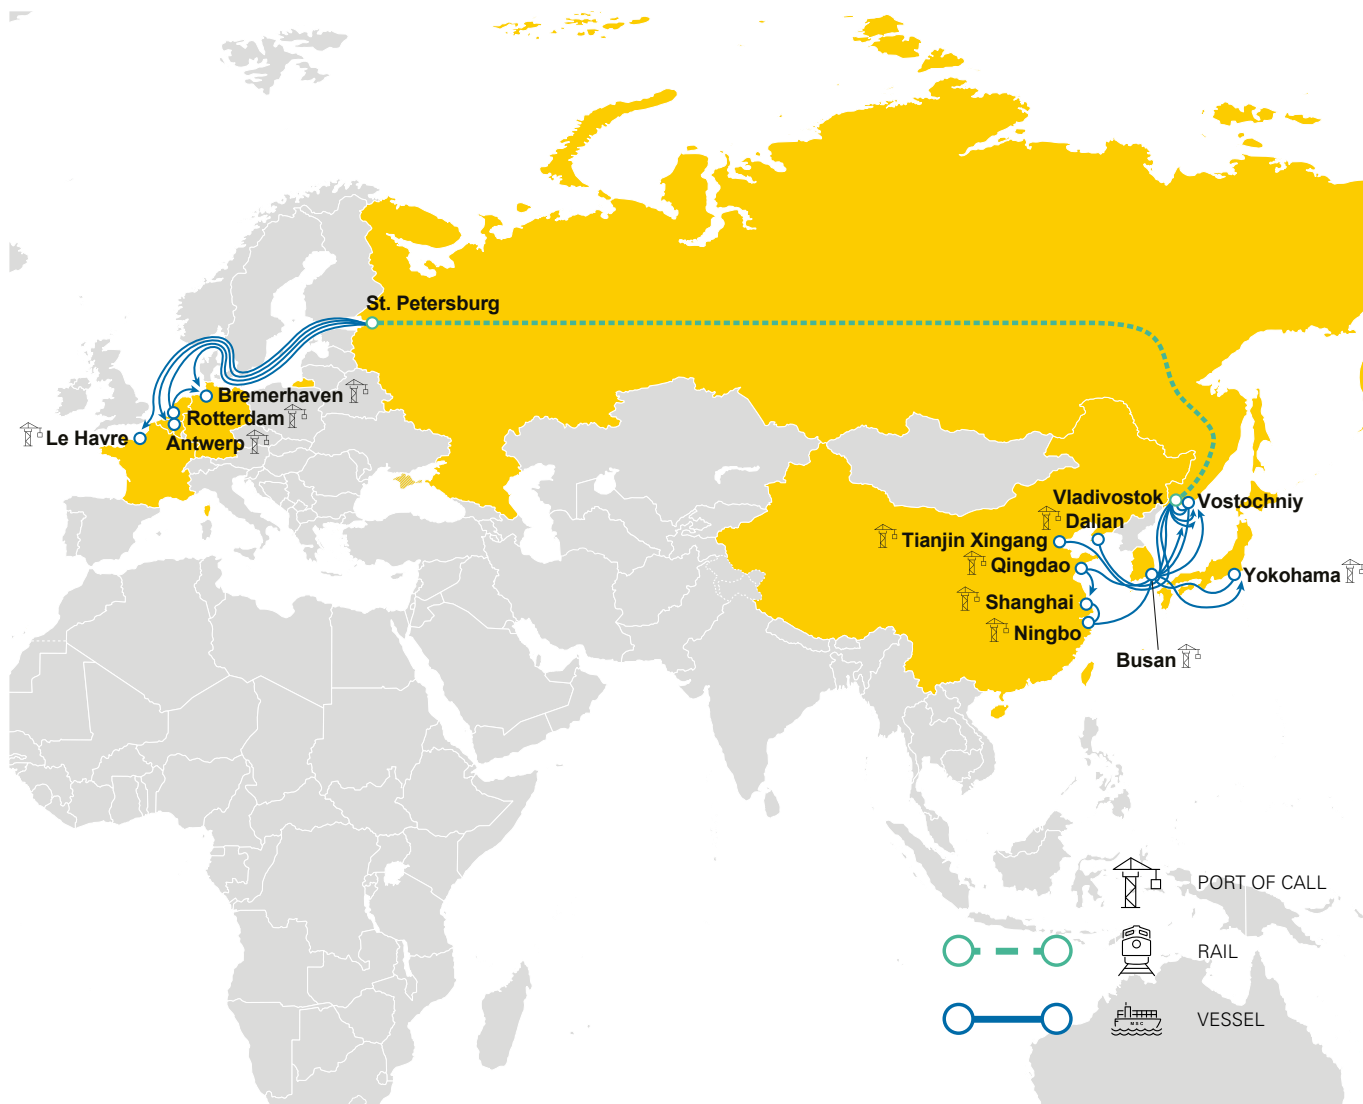 St. Petersburg
Bremerhaven
Rotterdam
Le Havre
Antwerp
Vladivostok
Vostochniy
Dalian
Tianjin Xingang
Qingdao
Yokohama
Shanghai
Ningbo
Busan
PORT OF CALL
RAIL
MSC
VESSEL